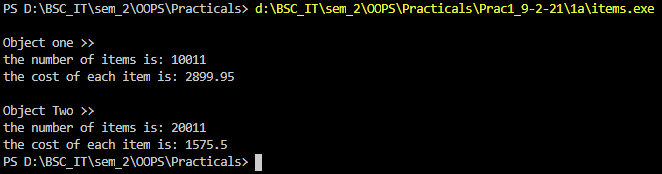 PS D:\BSC_IT\sem_2\OOPS\Practicals> d:\BSC_IT\sem_2\OOPS\Practicals\Prac1_9-2-21\1a\items.exe
Object one >>
the number of items is: 10011
the cost of each item is: 2899.95
Object Two >>
the number of items is: 20011
the cost of each item is: 1575.5
PS D:\BSC_IT\sem_2\OOPS\Practicals>